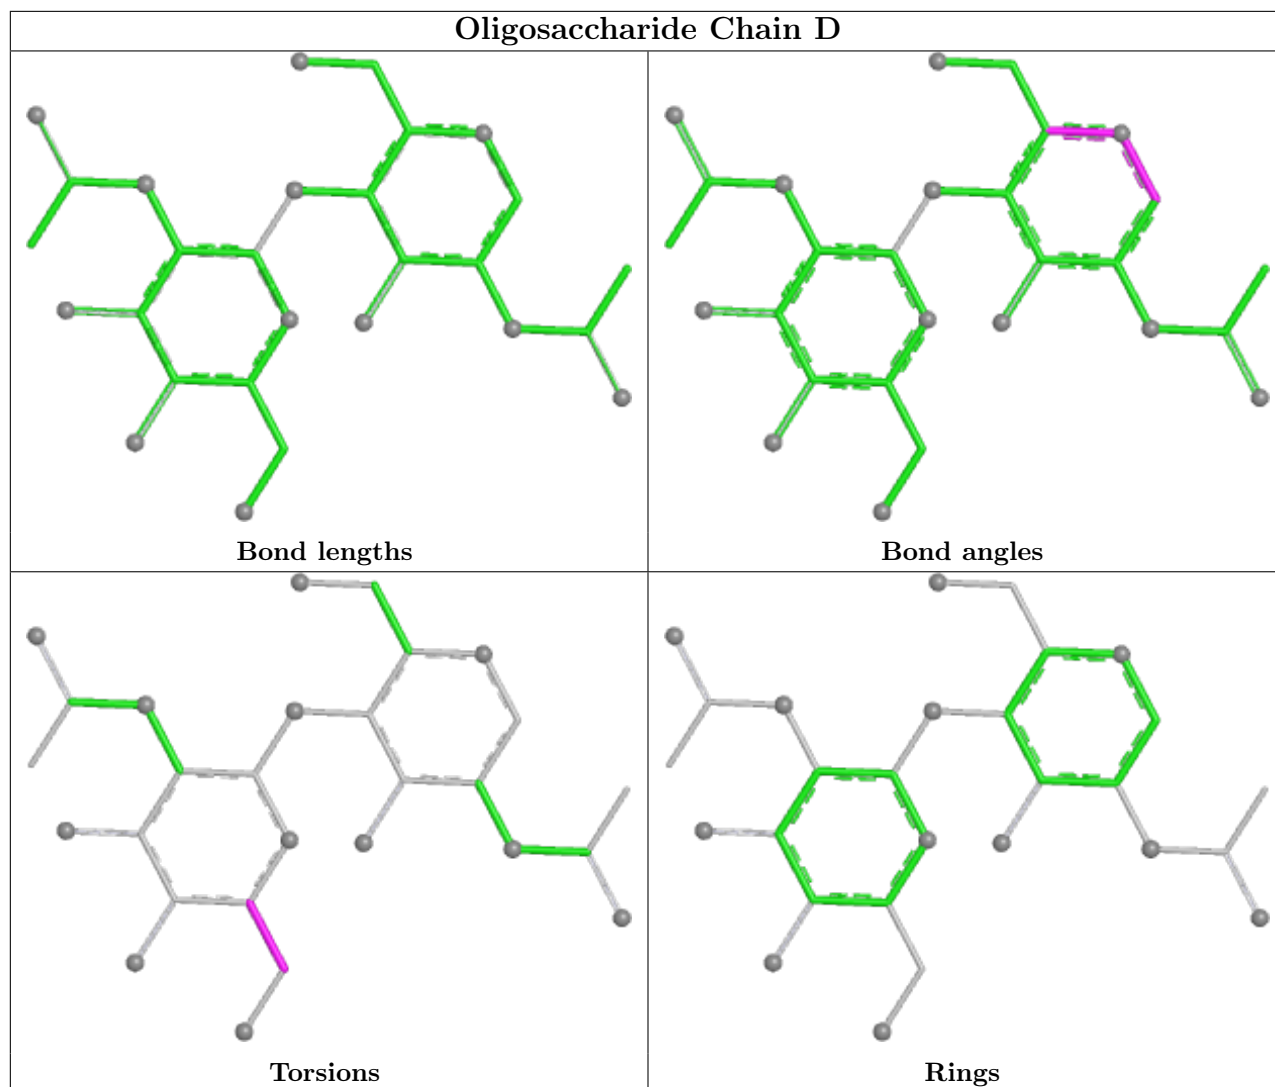 Oligosaccharide Chain D
Bond lengths
Bond angles
Torsions
Rings